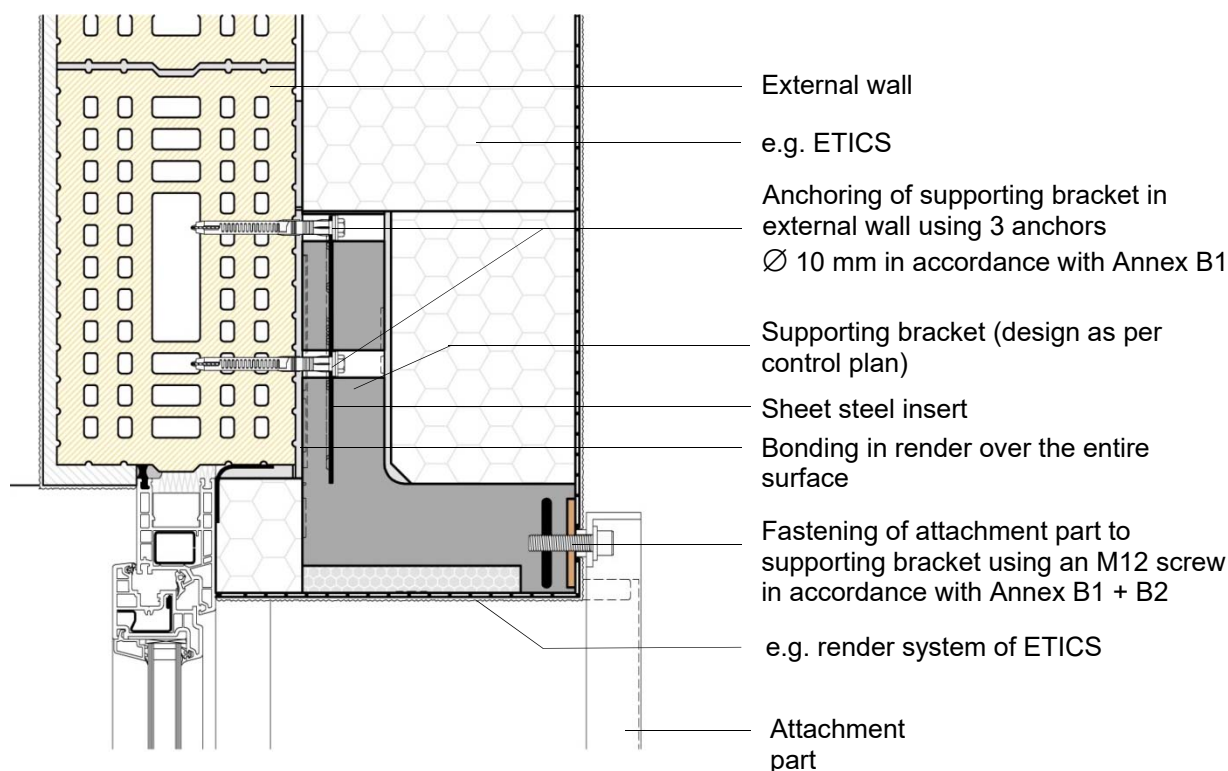 External wall
e.g. ETICS
Anchoring of supporting bracket in
external wall using 3 anchors
∅ 10 mm in accordance with Annex B1
Supporting bracket (design as per
control plan)
Sheet steel insert
Bonding in render over the entire
surface
Fastening of attachment part to
supporting bracket using an M12 screw
in accordance with Annex B1 + B2
e.g. render system of ETICS
Attachment
part